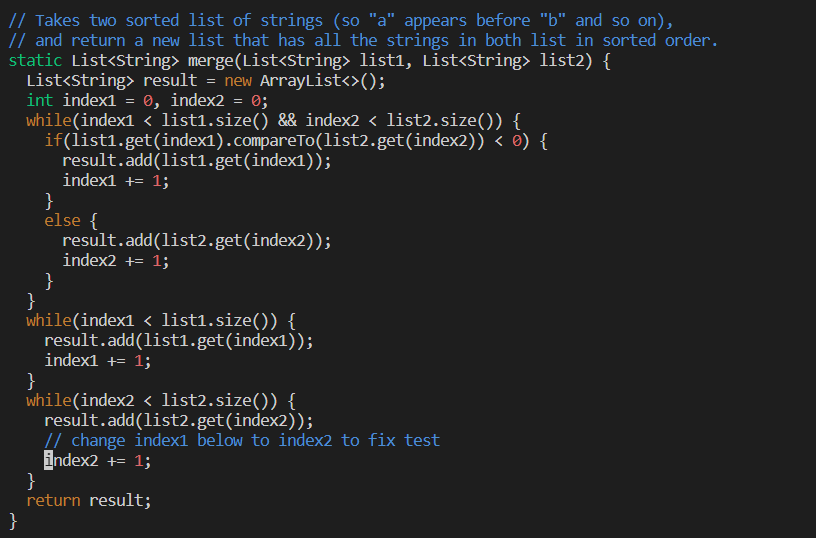 // Takes two sorted list of strings (so "a" appears before "b" and so on),
// and return a new list that has all the strings in both list in sorted order.
static List<String> merge(List<String> list1, List<String> list2) {
  List<String> result = new ArrayList<>();
  int index1 = 0, index2 = 0;
  while(index1 < list1.size() && index2 < list2.size()) {
    if(list1.get(index1).compareTo(list2.get(index2)) < 0) {
      result.add(list1.get(index1));
      index1 += 1;
    }
    else {
      result.add(list2.get(index2));
      index2 += 1;
    }
  }
  while(index1 < list1.size()) {
    result.add(list1.get(index1));
    index1 += 1;
  }
  while(index2 < list2.size()) {
    result.add(list2.get(index2));
    // change index1 below to index2 to fix test
    index2 += 1;
  }
  return result;
}